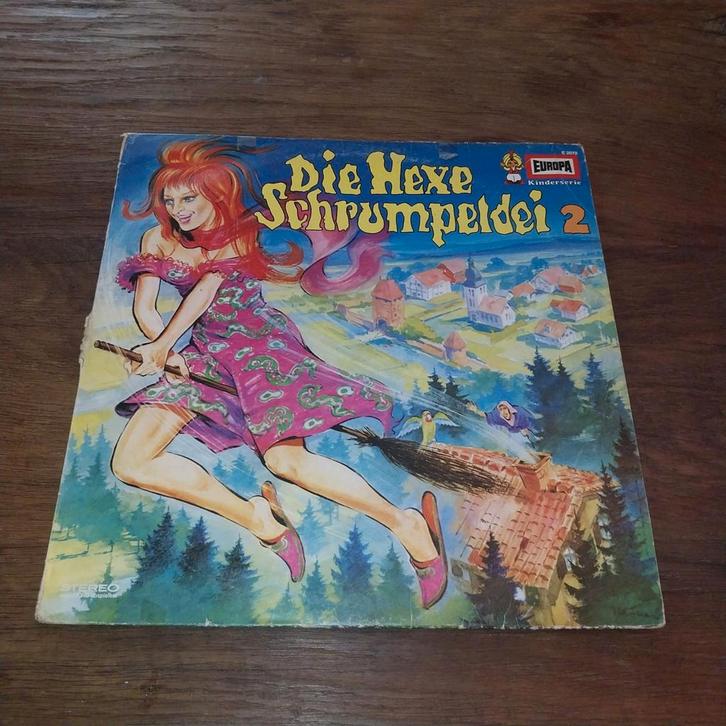 Die Hexe
Schrumpeldei 2
EUROPA
Kinderserie
STEREO